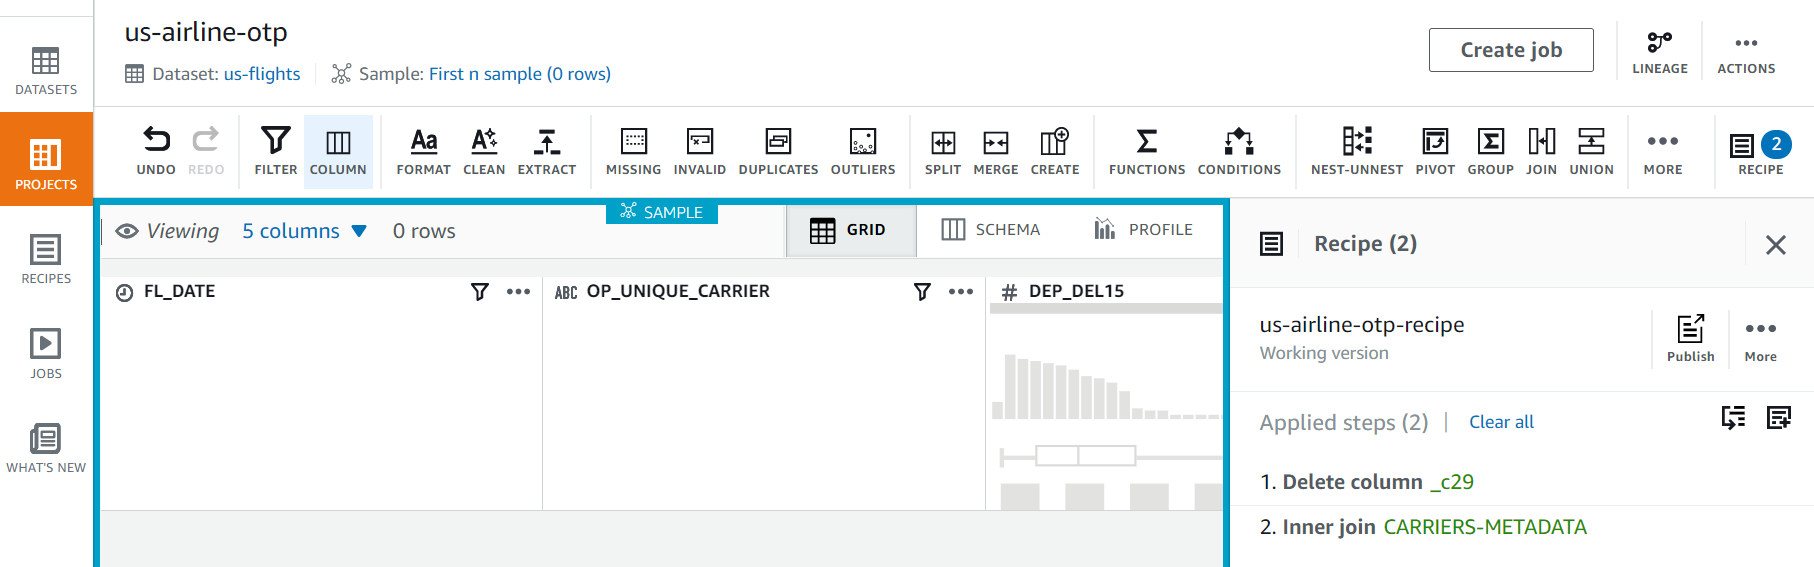 us-airline-otp
Dataset: us-flights
Sample: First n sample (0 rows)
Create job
LINEAGE
ACTIONS
DATASETS
PROJECTS
RECIPES
JOBS
WHAT'S NEW
UNDO
REDO
FILTER
COLUMN
Aa
FORMAT
A
CLEAN
EXTRACT
MISSING
INVALID
DUPLICATES
OUTLIERS
SPLIT
MERGE
CREATE
Σ
FUNCTIONS
CONDITIONS
NEST-UNNEST
PIVOT
Σ
GROUP
JOIN
UNION
MORE
2
RECIPE
Viewing
5 columns
0 rows
SAMPLE
GRID
SCHEMA
PROFILE
FL_DATE
ABC OP_UNIQUE_CARRIER
# DEP_DEL15
Recipe (2)
us-airline-otp-recipe
Working version
Publish
More
Applied steps (2)
Clear all
1. Delete column _c29
2. Inner join CARRIERS-METADATA